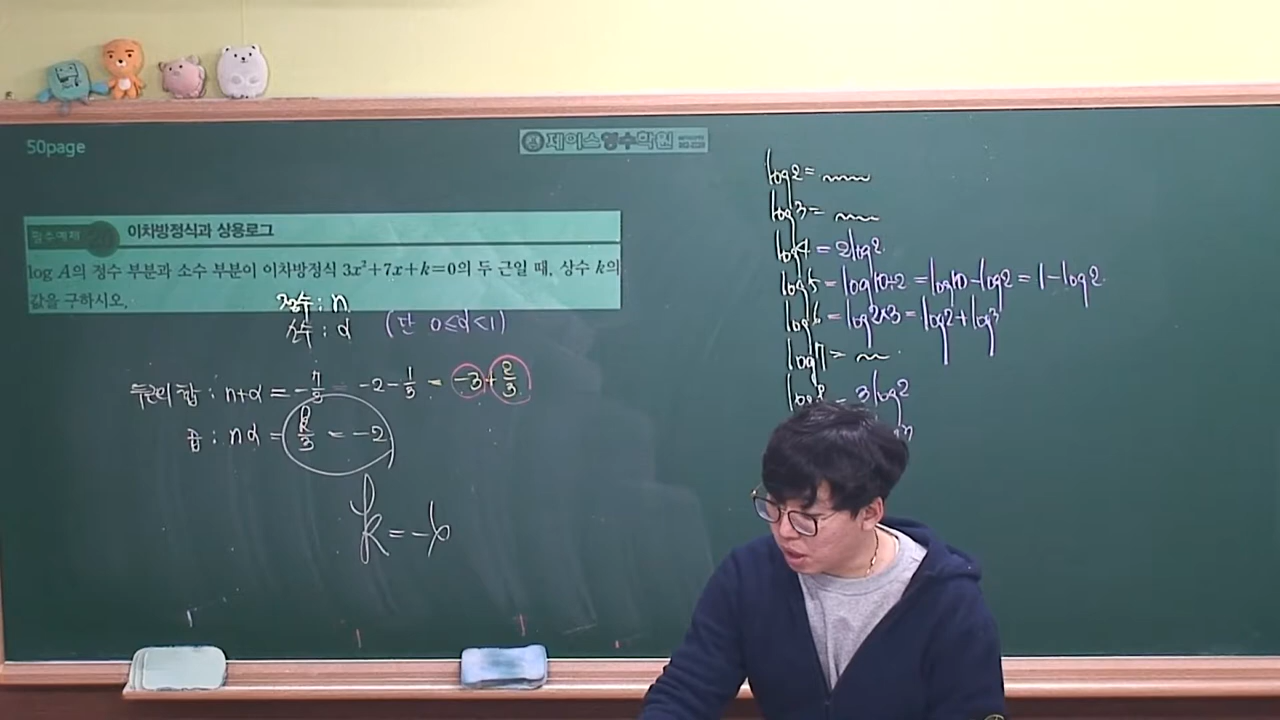 50page
제이스영수학원
필수예제
이차방정식과 상용로그
log A의 정수 부분과 소수 부분이 이차방정식 3x²+7x+k=0의 두 근일 때, 상수 k의
값을 구하시오.
정수 : n
소수 : α (단 0≤α<1)
두근의 합 : n+α = -7/3 = -2-1/3 = -3+2/3
곱 : nα = k/3 = -2
k=-6
log2=
log3=
log4 = 2log2
log5 = log10÷2 = log10-log2 = 1-log2
log6 = log2×3 = log2+log3
log7 =
log8 = 3log2